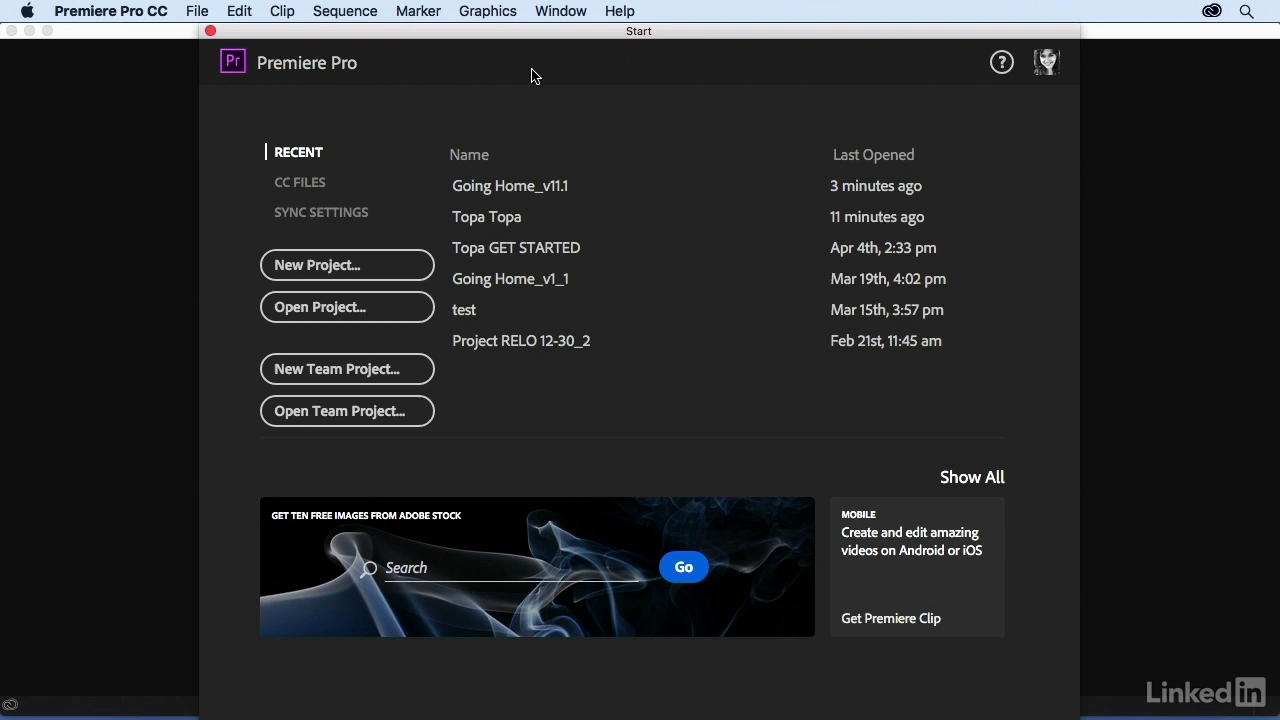 Premiere Pro CC File Edit Clip Sequence Marker Graphics Window Help
Start
Pr Premiere Pro ?
RECENT
CC FILES
SYNC SETTINGS
New Project...
Open Project...
New Team Project...
Open Team Project...
Name Last Opened
Going Home_v11.1 3 minutes ago
Topa Topa 11 minutes ago
Topa GET STARTED Apr 4th, 2:33 pm
Going Home_v1_1 Mar 19th, 4:02 pm
test Mar 15th, 3:57 pm
Project RELO 12-30_2 Feb 21st, 11:45 am
Show All
GET TEN FREE IMAGES FROM ADOBE STOCK
Search Go
MOBILE
Create and edit amazing
videos on Android or iOS
Get Premiere Clip
Linked in